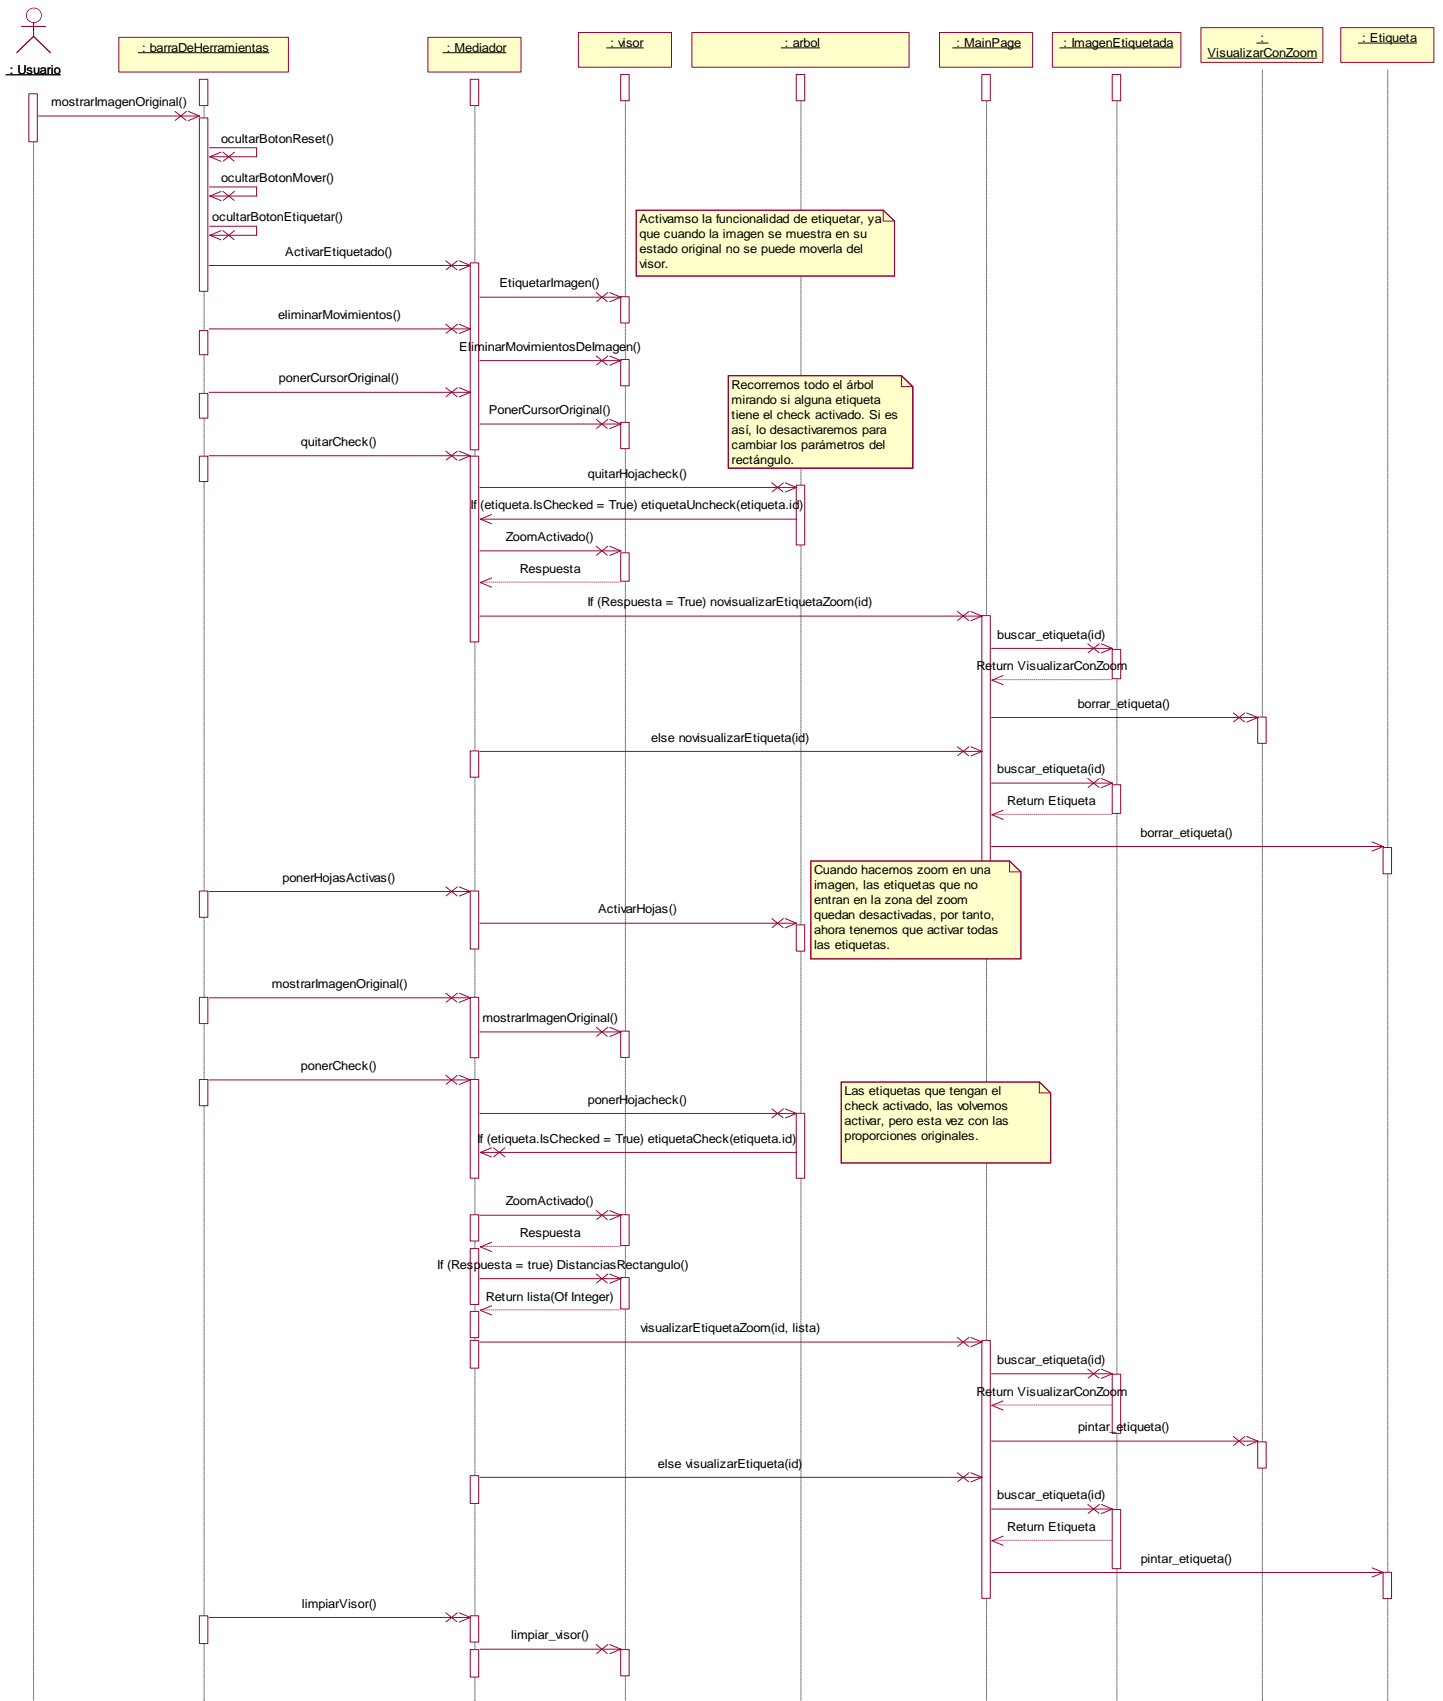 : Usuario
: barraDeHerramientas
: Mediador
: visor
: arbol
: MainPage
: ImagenEtiquetada
:
VisualizarConZoom
: Etiqueta
mostrarImagenOriginal()
ocultarBotonReset()
ocultarBotonMover()
ocultarBotonEtiquetar()
Activamso la funcionalidad de etiquetar, ya
que cuando la imagen se muestra en su
estado original no se puede moverla del
visor.
ActivarEtiquetado()
EtiquetarImagen()
eliminarMovimientos()
EliminarMovimientosDeImagen()
ponerCursorOriginal()
Recorremos todo el árbol
mirando si alguna etiqueta
tiene el check activado. Si es
así, lo desactivaremos para
cambiar los parámetros del
rectángulo.
PonerCursorOriginal()
quitarCheck()
quitarHojacheck()
If (etiqueta.IsChecked = True) etiquetaUncheck(etiqueta.id)
ZoomActivado()
Respuesta
If (Respuesta = True) novisualizarEtiquetaZoom(id)
buscar_etiqueta(id)
Return VisualizarConZoom
borrar_etiqueta()
else novisualizarEtiqueta(id)
buscar_etiqueta(id)
Return Etiqueta
borrar_etiqueta()
Cuando hacemos zoom en una
imagen, las etiquetas que no
entran en la zona del zoom
quedan desactivadas, por tanto,
ahora tenemos que activar todas
las etiquetas.
ponerHojasActivas()
ActivarHojas()
mostrarImagenOriginal()
mostrarImagenOriginal()
ponerCheck()
Las etiquetas que tengan el
check activado, las volvemos
activar, pero esta vez con las
proporciones originales.
ponerHojacheck()
If (etiqueta.IsChecked = True) etiquetaCheck(etiqueta.id)
ZoomActivado()
Respuesta
If (Respuesta = true) DistanciasRectangulo()
Return lista(Of Integer)
visualizarEtiquetaZoom(id, lista)
buscar_etiqueta(id)
Return VisualizarConZoom
pintar_etiqueta()
else visualizarEtiqueta(id)
buscar_etiqueta(id)
Return Etiqueta
pintar_etiqueta()
limpiarVisor()
limpiar_visor()